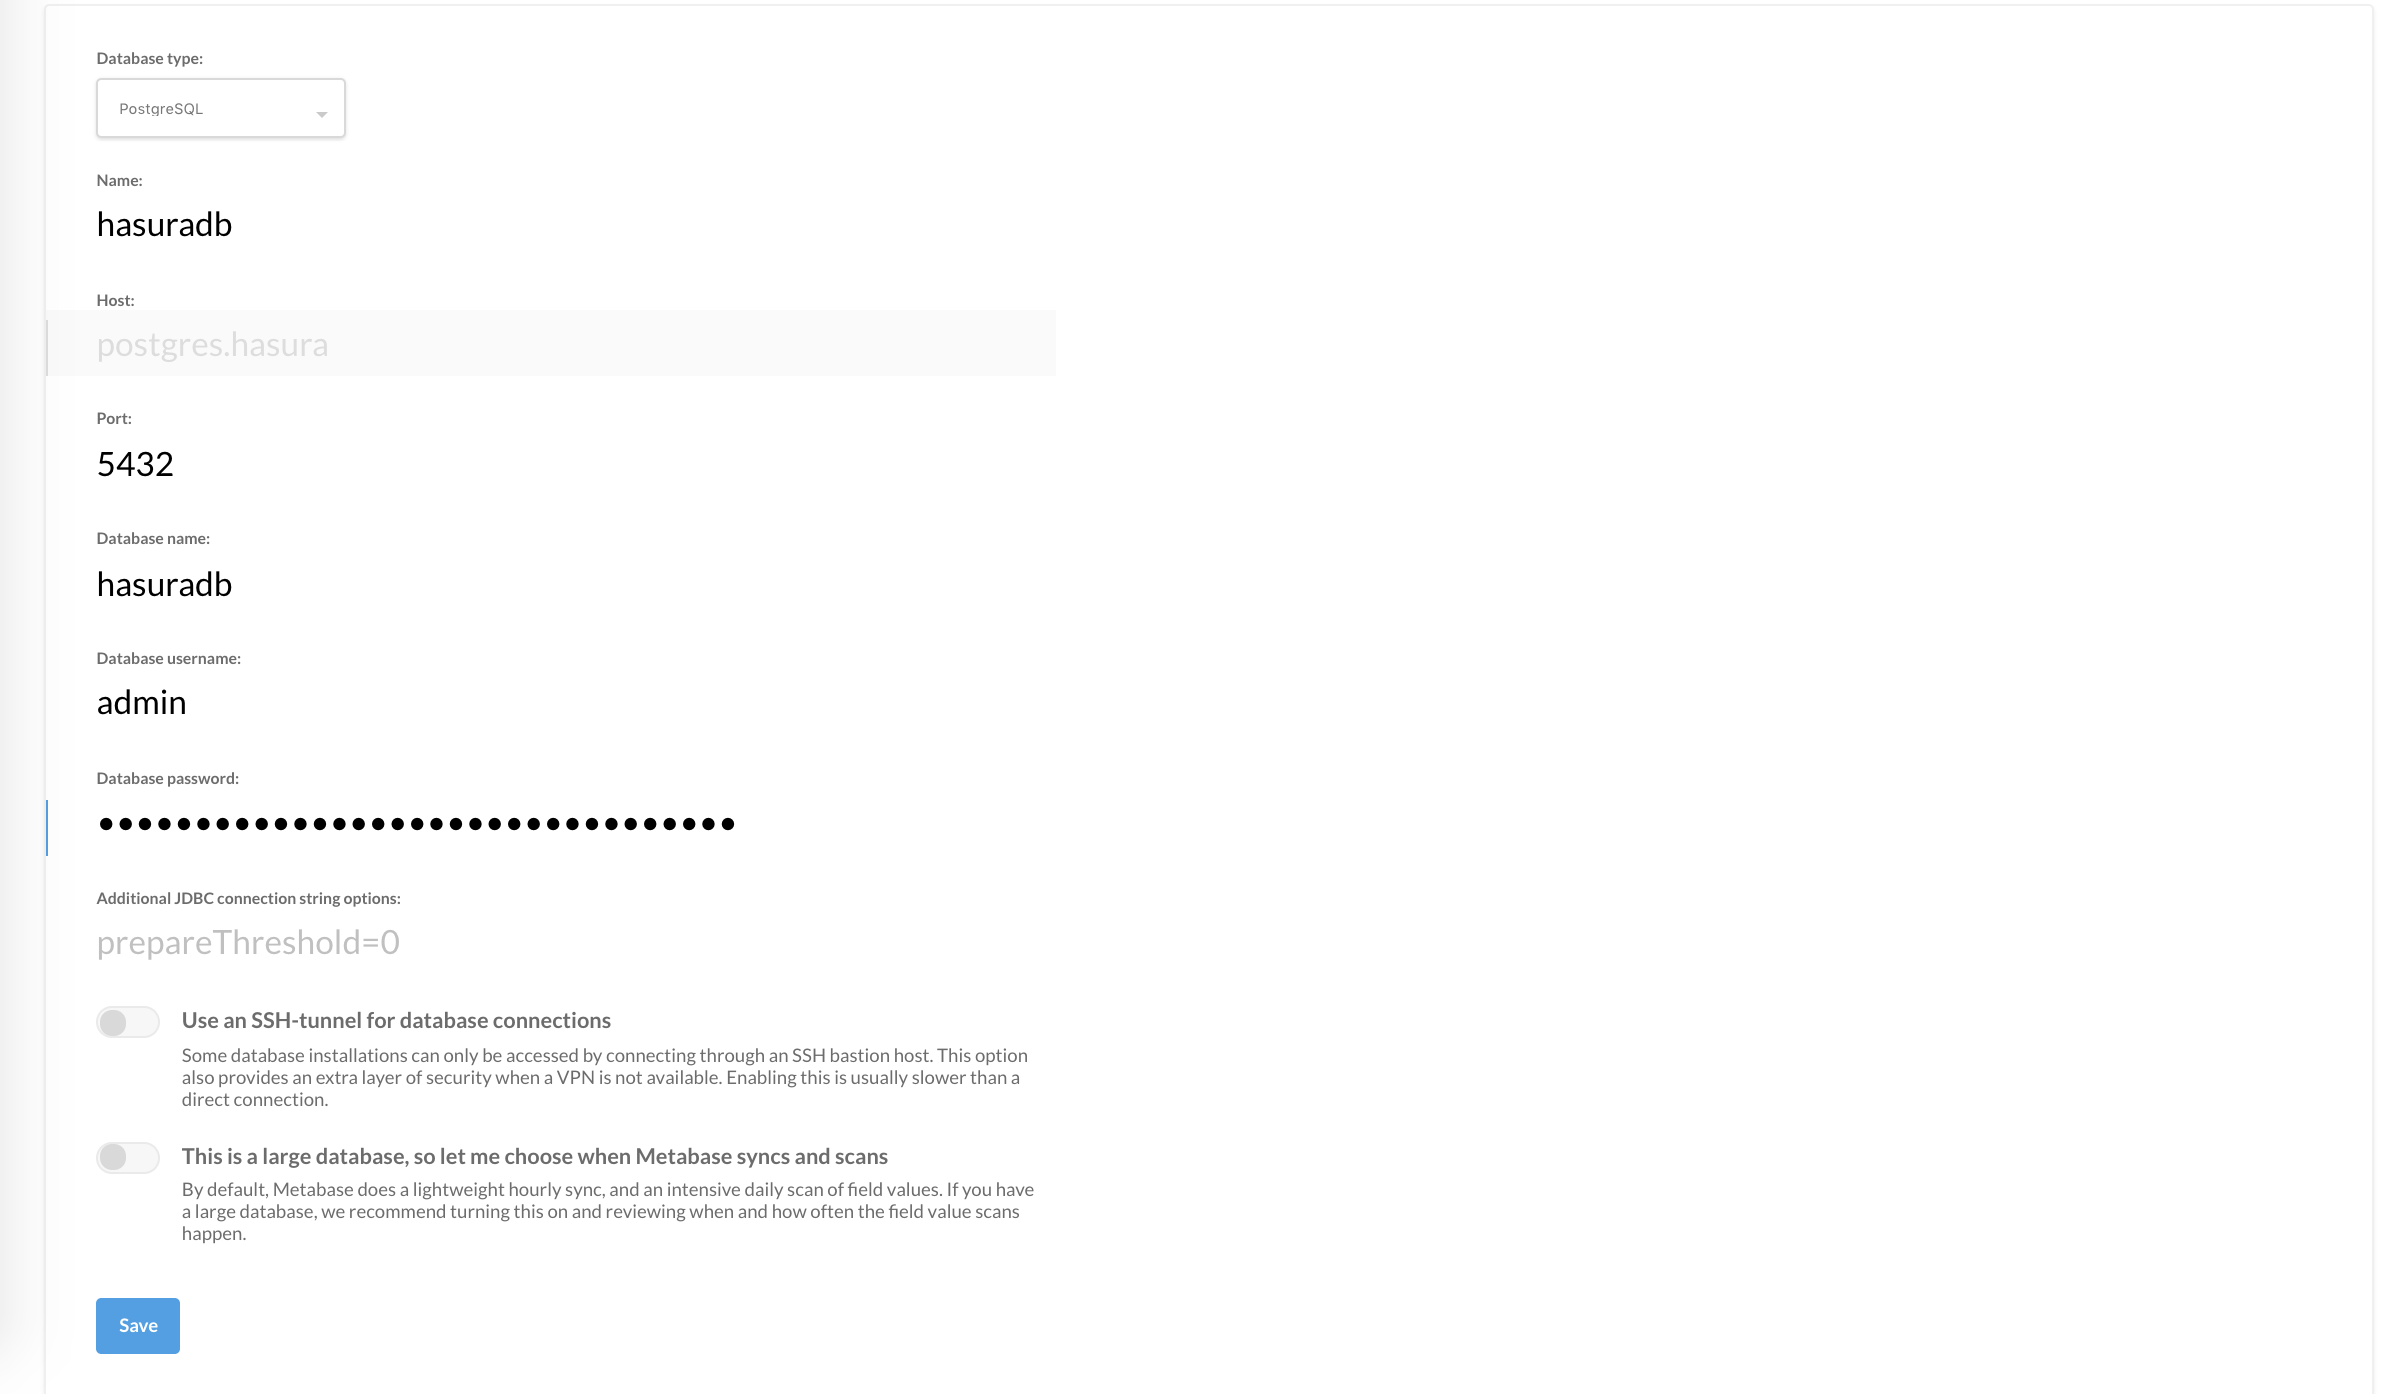 Database type:
PostgreSQL
Name:
hasuradb
Host:
postgres.hasura
Port:
5432
Database name:
hasuradb
Database username:
admin
Database password:
●●●●●●●●●●●●●●●●●●●●●●●●●●●●●●●●●
Additional JDBC connection string options:
prepareThreshold=0
Use an SSH-tunnel for database connections
Some database installations can only be accessed by connecting through an SSH bastion host. This option
also provides an extra layer of security when a VPN is not available. Enabling this is usually slower than a
direct connection.
This is a large database, so let me choose when Metabase syncs and scans
By default, Metabase does a lightweight hourly sync, and an intensive daily scan of field values. If you have
a large database, we recommend turning this on and reviewing when and how often the field value scans
happen.
Save